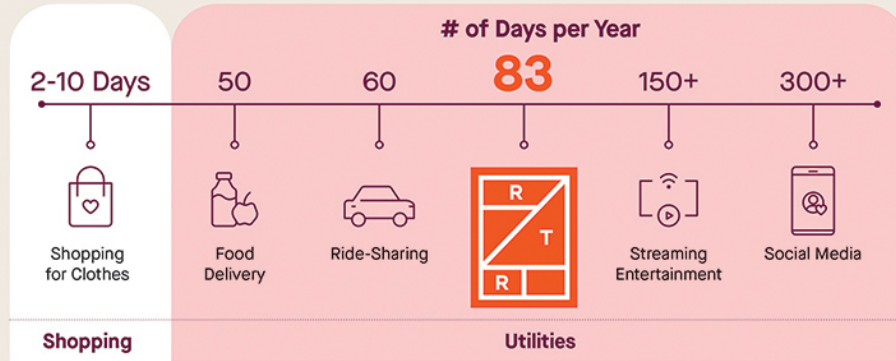 # of Days per Year
2-10 Days
50
60
83
150+
300+
R
T
R
Shopping
for Clothes
Food
Delivery
Ride-Sharing
Streaming
Entertainment
Social Media
Shopping
Utilities